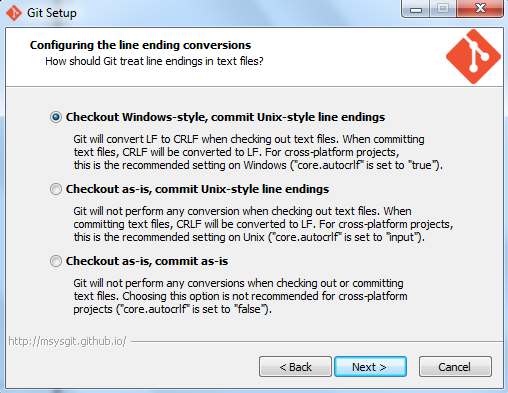 Git Setup
Configuring the line ending conversions
How should Git treat line endings in text files?
Checkout Windows-style, commit Unix-style line endings
Git will convert LF to CRLF when checking out text files. When committing
text files, CRLF will be converted to LF. For cross-platform projects,
this is the recommended setting on Windows ("core.autocrlf" is set to "true").
Checkout as-is, commit Unix-style line endings
Git will not perform any conversion when checking out text files. When
committing text files, CRLF will be converted to LF. For cross-platform projects,
this is the recommended setting on Unix ("core.autocrlf" is set to "input").
Checkout as-is, commit as-is
Git will not perform any conversions when checking out or committing
text files. Choosing this option is not recommended for cross-platform
projects ("core.autocrlf" is set to "false").
http://msysgit.github.io/
< Back
Next >
Cancel